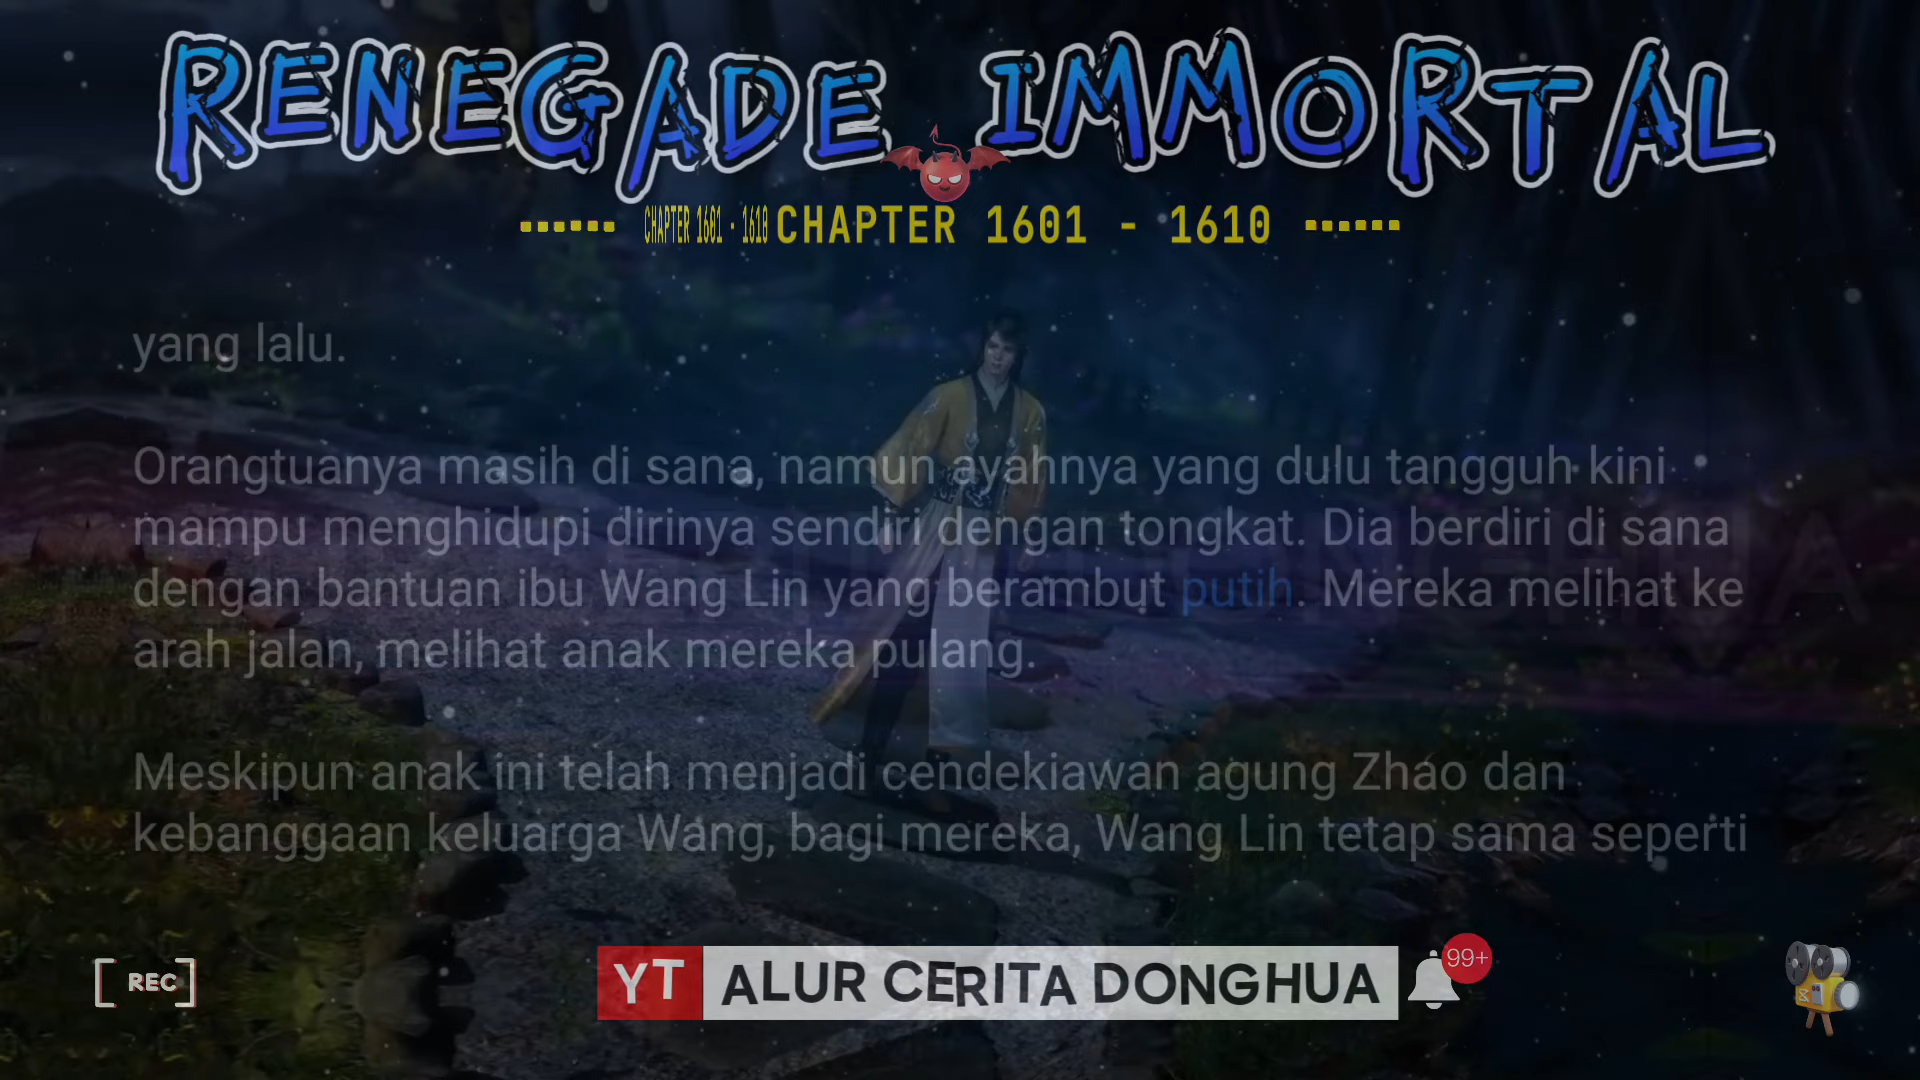 RENEGADE IMMORTAL
CHAPTER 1601 - 1610 CHAPTER 1601 - 1610
yang lalu.
Orangtuanya masih di sana, namun ayahnya yang dulu tangguh kini
mampu menghidupi dirinya sendiri dengan tongkat. Dia berdiri di sana
dengan bantuan ibu Wang Lin yang berambut putih. Mereka melihat ke
arah jalan, melihat anak mereka pulang.
Meskipun anak ini telah menjadi cendekiawan agung Zhao dan
kebanggaan keluarga Wang, bagi mereka, Wang Lin tetap sama seperti
[ REC ]
YT ALUR CERITA DONGHUA 99+